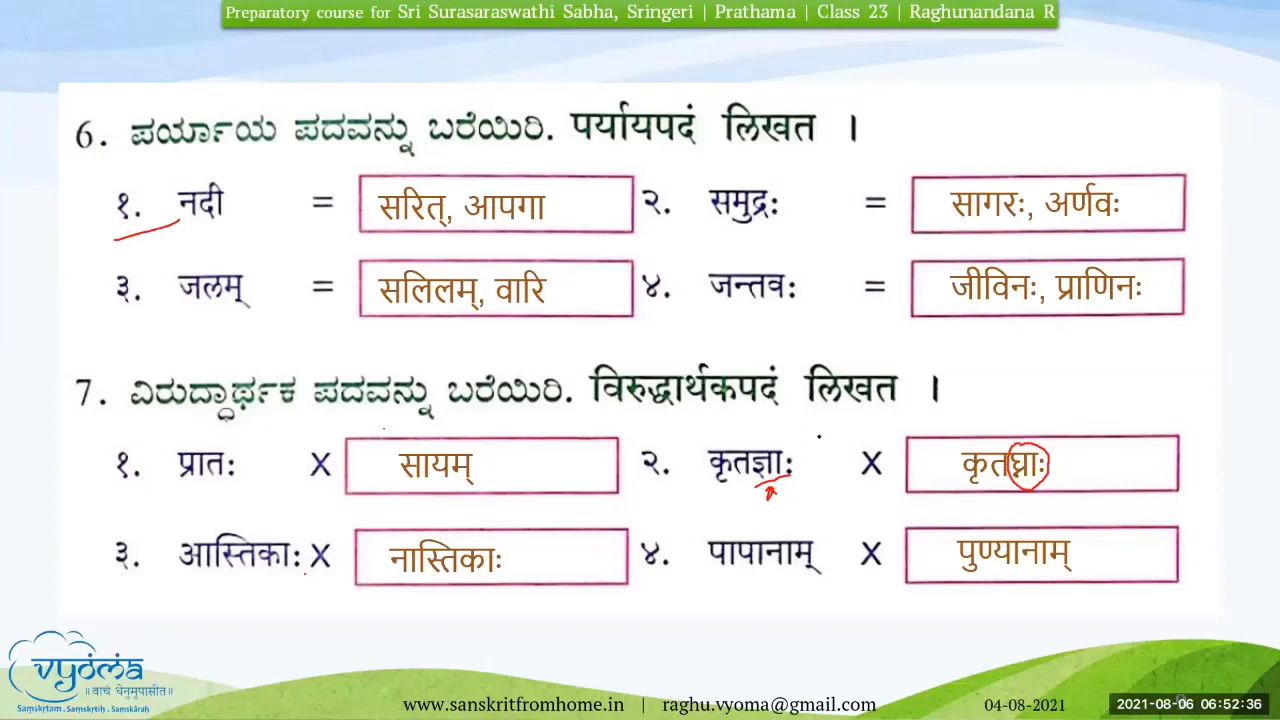 Preparatory course for Sri Surasaraswathi Sabha, Sringeri | Prathama | Class 23 | Raghunandana R
6. ಪರ್ಯಾಯ ಪದವನ್ನು ಬರೆಯಿರಿ. पर्यायपदं लिखत ।
१. नदी = सरित्, आपगा २. समुद्रः = सागरः, अर्णवः
३. जलम् = सलिलम्, वारि ४. जन्तवः = जीविनः, प्राणिनः
7. ವಿರುದ್ಧಾರ್ಥಕ ಪದವನ್ನು ಬರೆಯಿರಿ. विरुद्धार्थकपदं लिखत ।
१. प्रातः X सायम् २. कृतज्ञाः X कृतघ्नाः
३. आस्तिकाः X नास्तिकाः ४. पापानाम् X पुण्यानाम्
vyoma
॥ वाचं धेनुमुपासीत॥
Saṃskṛtam . Saṃskṛtiḥ . Saṃskāraḥ
www.sanskritfromhome.in | raghu.vyoma@gmail.com 04-08-2021
2021-08-06 06:52:36